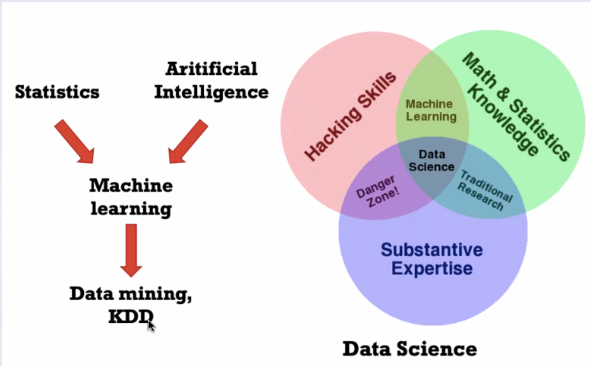 Statistics
Aritificial
Intelligence
Machine
learning
Data mining,
KDD
Hacking Skills
Math & Statistics
Knowledge
Machine
Learning
Data
Science
Danger
Zone!
Traditional
Research
Substantive
Expertise
Data Science